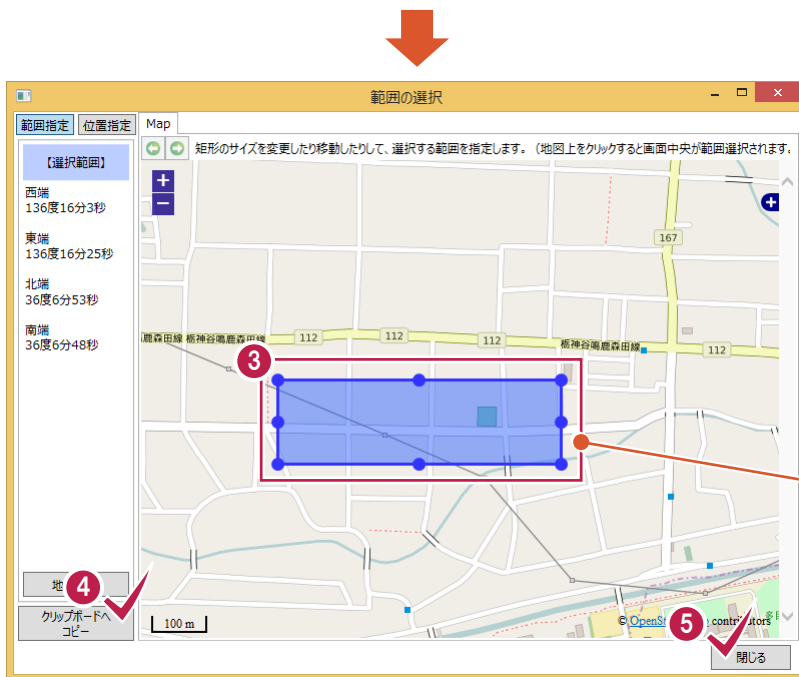 範囲の選択
範囲指定 位置指定 Map
矩形のサイズを変更したり移動したりして、選択する範囲を指定します。（地図上をクリックすると画面中央が範囲選択されます。
【選択範囲】
西端
136度16分3秒
東端
136度16分25秒
北端
36度6分53秒
南端
36度6分48秒
+
−
+
167
鹿森田線 栃神谷鳴鹿森田線 112 112 112 栃神谷鳴鹿森田線 112
3
地
4
クリップボードへ
コピー
100 m
© OpenSt contributors
5
閉じる